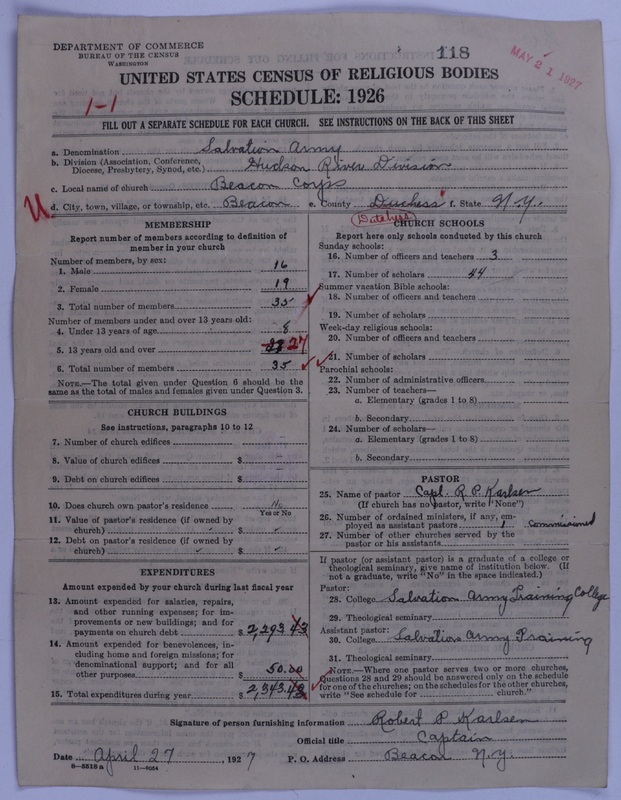 DEPARTMENT OF COMMERCE
BUREAU OF THE CENSUS
WASHINGTON
118
MAY 21 1927
UNITED STATES CENSUS OF RELIGIOUS BODIES
1-1
SCHEDULE: 1926
FILL OUT A SEPARATE SCHEDULE FOR EACH CHURCH. SEE INSTRUCTIONS ON THE BACK OF THIS SHEET
a. Denomination Salvation Army
b. Division (Association, Conference, Diocese, Presbytery, Synod, etc.) Hudson River Division
c. Local name of church Beacon Corps
U
d. City, town, village, or township, etc. Beacon e. County Duchess f. State N.Y.
Dutchess
MEMBERSHIP
Report number of members according to definition of
member in your church
Number of members, by sex:
1. Male 16
2. Female 19
3. Total number of members 35
Number of members under and over 13 years old:
4. Under 13 years of age 8
5. 13 years old and over 27
6. Total number of members 35
NOTE.—The total given under Question 6 should be the
same as the total of males and females given under Question 3.
CHURCH BUILDINGS
See instructions, paragraphs 10 to 12
7. Number of church edifices
8. Value of church edifices $
9. Debt on church edifices $
10. Does church own pastor's residence No
Yes or No
11. Value of pastor's residence (if owned by
church) $
12. Debt on pastor's residence (if owned by
church) $
EXPENDITURES
Amount expended by your church during last fiscal year
13. Amount expended for salaries, repairs,
and other running expenses; for im-
provements or new buildings; and for
payments on church debt $ 2,293 43
14. Amount expended for benevolences, in-
cluding home and foreign missions; for
denominational support; and for all
other purposes $ 50.00
15. Total expenditures during year $ 2,343.43
CHURCH SCHOOLS
Report here only schools conducted by this church
Sunday schools:
16. Number of officers and teachers 3
17. Number of scholars 44
Summer vacation Bible schools:
18. Number of officers and teachers
19. Number of scholars
Week-day religious schools:
20. Number of officers and teachers
21. Number of scholars
Parochial schools:
22. Number of administrative officers
23. Number of teachers—
a. Elementary (grades 1 to 8)
b. Secondary
24. Number of scholars—
a. Elementary (grades 1 to 8)
b. Secondary
PASTOR
25. Name of pastor Capt. R. P. Karlsen
(If church has no pastor, write "None")
26. Number of ordained ministers, if any, em-
ployed as assistant pastors 1 Commissioned
27. Number of other churches served by the
pastor or his assistants
If pastor (or assistant pastor) is a graduate of a college or
theological seminary, give name of institution below. (If
not a graduate, write "No" in the space indicated.)
Pastor:
28. College Salvation Army Training College
29. Theological seminary
Assistant pastor:
30. College Salvation Army Training
31. Theological seminary
NOTE.—Where one pastor serves two or more churches,
Questions 28 and 29 should be answered only on the schedule
for one of the churches; on the schedules for the other churches,
write "See schedule for church."
Signature of person furnishing information Robert P Karlsen
Official title Captain
Date April 27, 1927 P. O. Address Beacon N.Y.
8—5518 a 11—9054